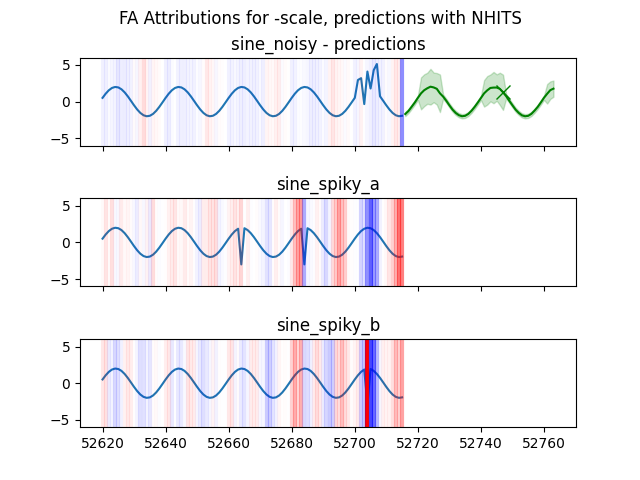 FA Attributions for -scale, predictions with NHITS
sine_noisy - predictions
5
0
−5
sine_spiky_a
5
0
−5
sine_spiky_b
5
0
−5
52620 52640 52660 52680 52700 52720 52740 52760